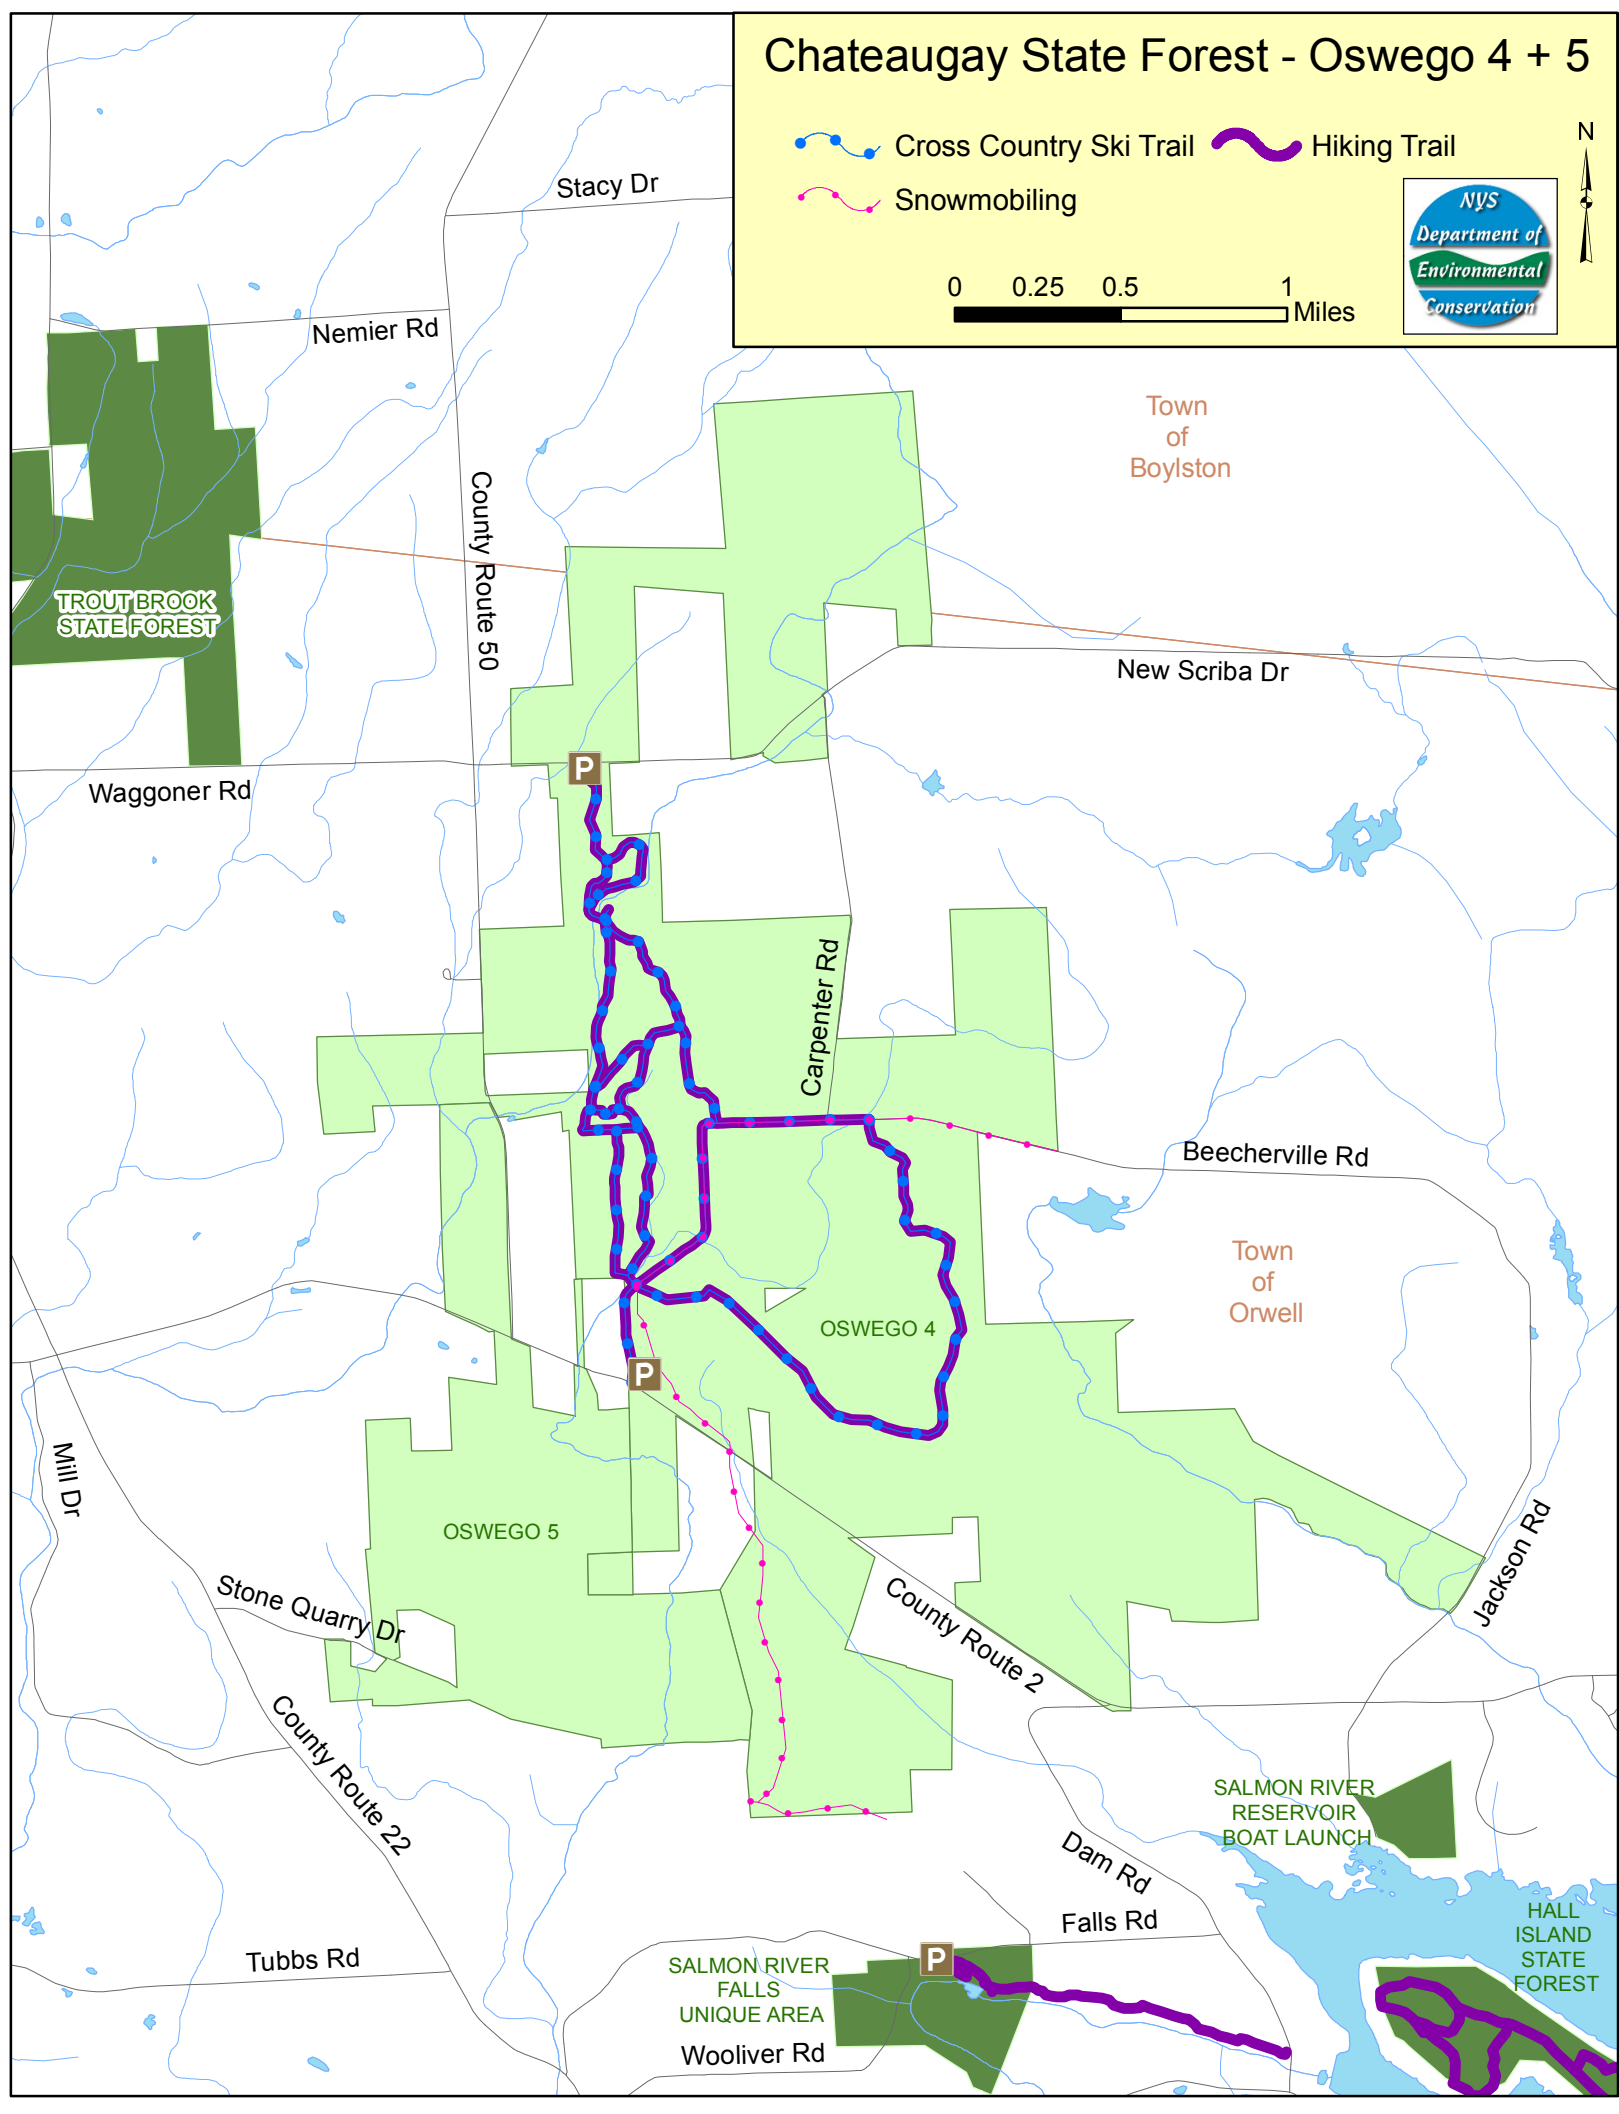 Chateaugay State Forest - Oswego 4 + 5
Cross Country Ski Trail
Hiking Trail
Snowmobiling
N
0 0.25 0.5 1
Miles
NYS
Department of
Environmental
Conservation
Stacy Dr
Nemier Rd
Town
of
Boylston
County Route 50
TROUT BROOK
STATE FOREST
New Scriba Dr
P
Waggoner Rd
Carpenter Rd
Beecherville Rd
Town
of
Orwell
OSWEGO 4
P
Mill Dr
OSWEGO 5
Jackson Rd
Stone Quarry Dr
County Route 2
County Route 22
SALMON RIVER
RESERVOIR
BOAT LAUNCH
Dam Rd
Falls Rd
HALL
ISLAND
STATE
FOREST
Tubbs Rd
P
SALMON RIVER
FALLS
UNIQUE AREA
Wooliver Rd